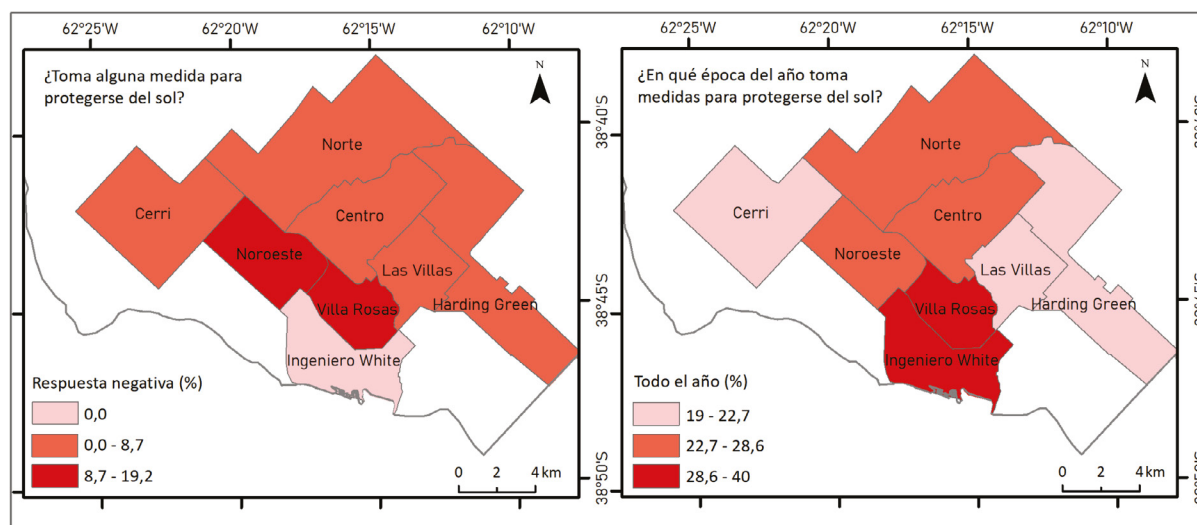 62°25'W 62°20'W 62°15'W 62°10'W
¿Toma alguna medida para
protegerse del sol?
N
38°40'S
Norte
Cerri
Centro
Noroeste
Las Villas
38°45'S
Villa Rosas
Harding Green
Ingeniero White
Respuesta negativa (%)
0,0
0,0 - 8,7
8,7 - 19,2
0 2 4 km
38°50'S
62°25'W 62°20'W 62°15'W 62°10'W
¿En qué época del año toma
medidas para protegerse del sol?
N
Norte
Cerri
Centro
Noroeste
Las Villas
Villa Rosas
Harding Green
Ingeniero White
Todo el año (%)
19 - 22,7
22,7 - 28,6
28,6 - 40
0 2 4 km